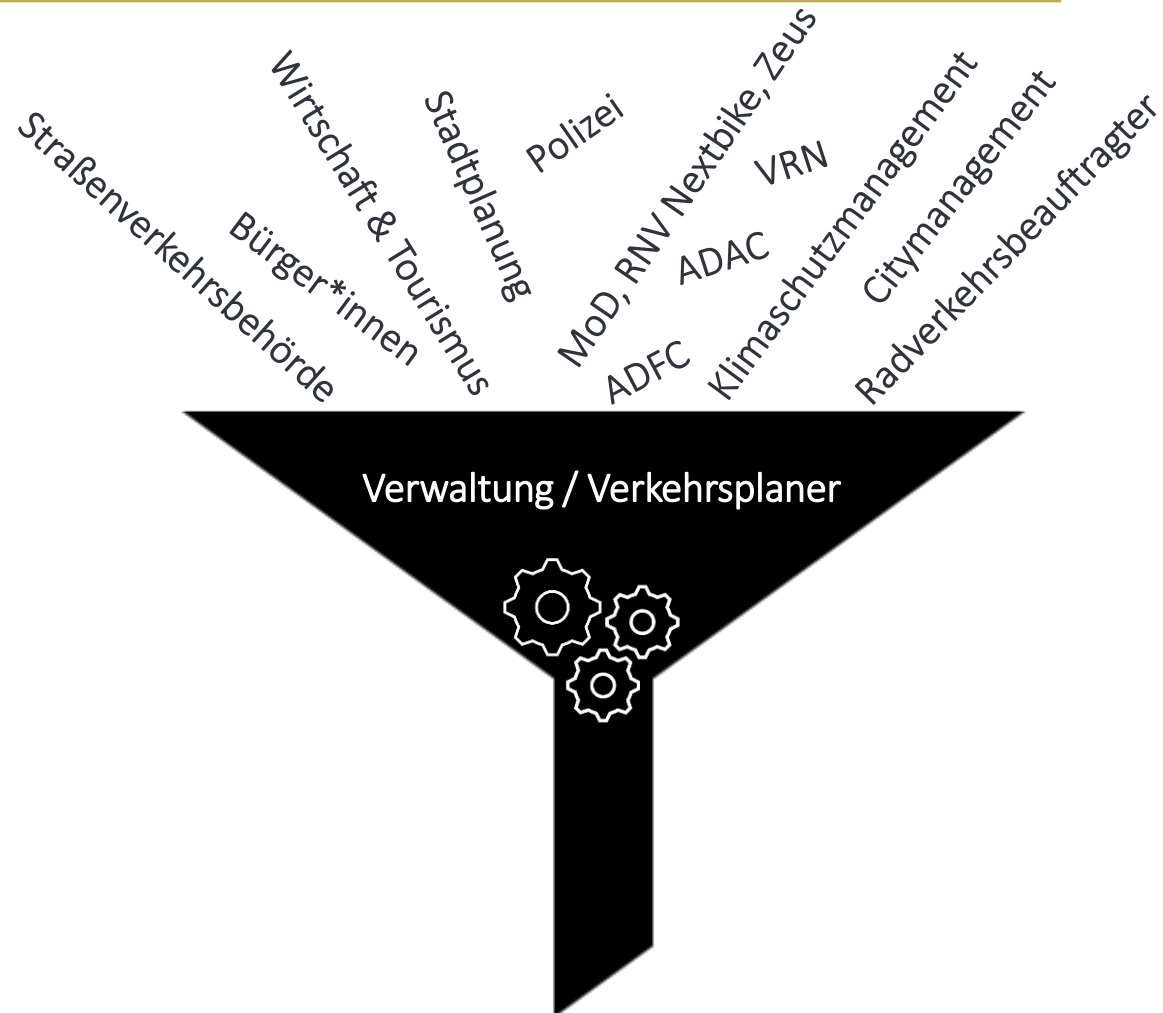 Straßenverkehrsbehörde
Bürger*innen
Wirtschaft & Tourismus
Stadtplanung
Polizei
MoD, RNV Nextbike, Zeus
ADFC
ADAC
VRN
Klimaschutzmanagement
Citymanagement
Radverkehrsbeauftragter
Verwaltung / Verkehrsplaner